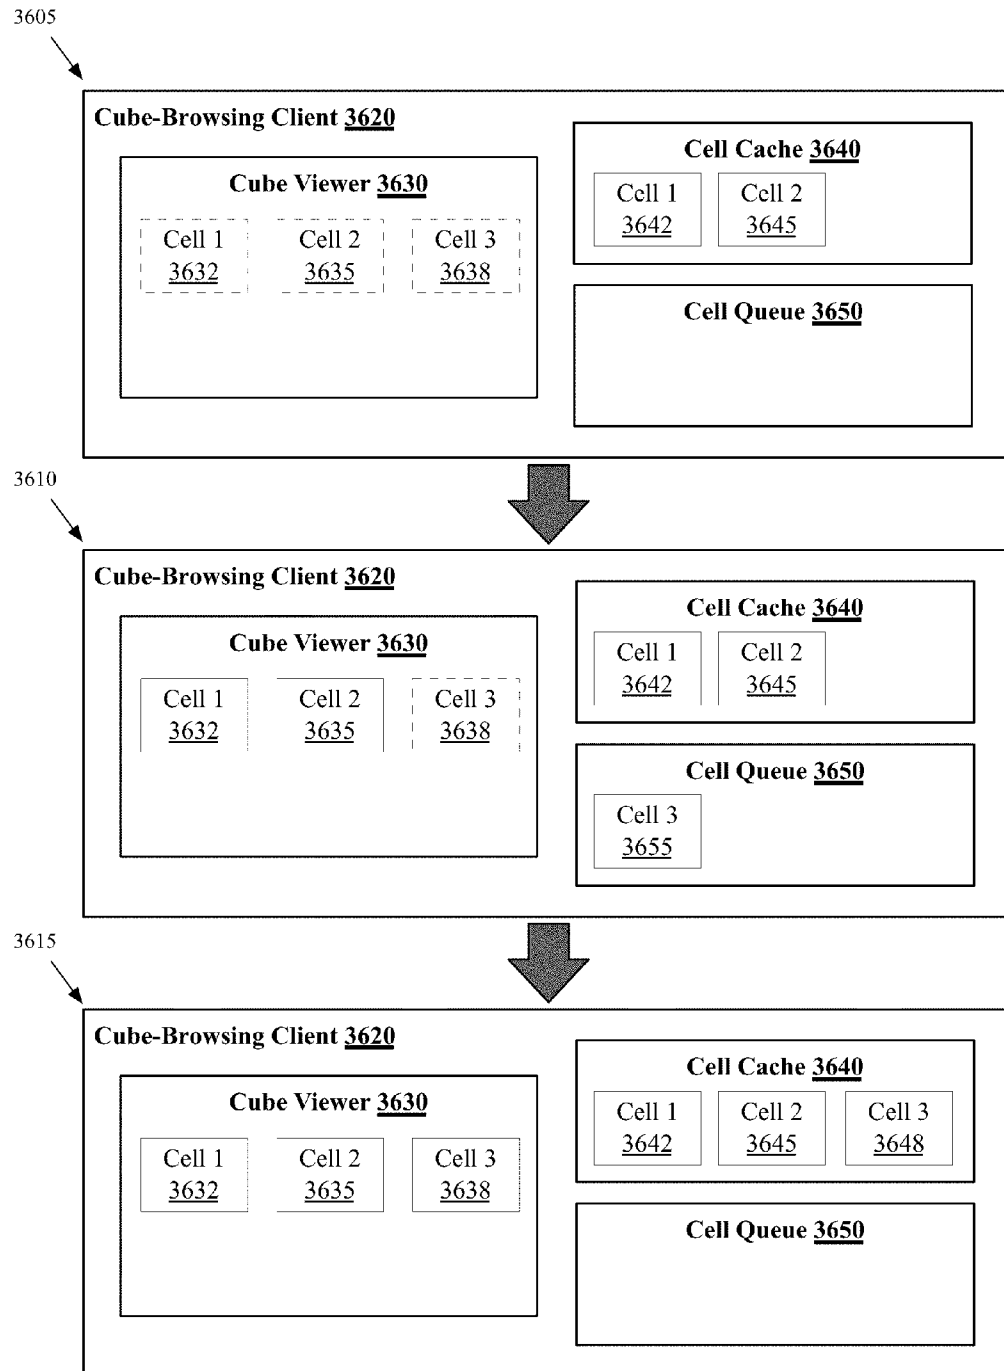 3605
Cube-Browsing Client 3620
Cube Viewer 3630
Cell 1
3632
Cell 2
3635
Cell 3
3638
Cell Cache 3640
Cell 1
3642
Cell 2
3645
Cell Queue 3650
3610
Cube-Browsing Client 3620
Cube Viewer 3630
Cell 1
3632
Cell 2
3635
Cell 3
3638
Cell Cache 3640
Cell 1
3642
Cell 2
3645
Cell Queue 3650
Cell 3
3655
3615
Cube-Browsing Client 3620
Cube Viewer 3630
Cell 1
3632
Cell 2
3635
Cell 3
3638
Cell Cache 3640
Cell 1
3642
Cell 2
3645
Cell 3
3648
Cell Queue 3650